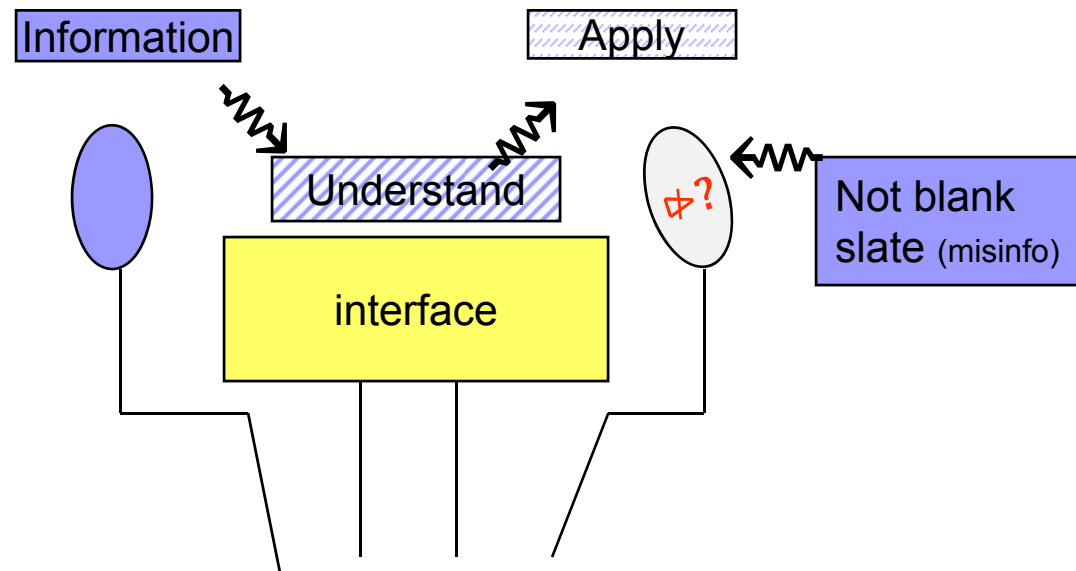 Information
Apply
Understand
?
Not blank
slate (misinfo)
interface